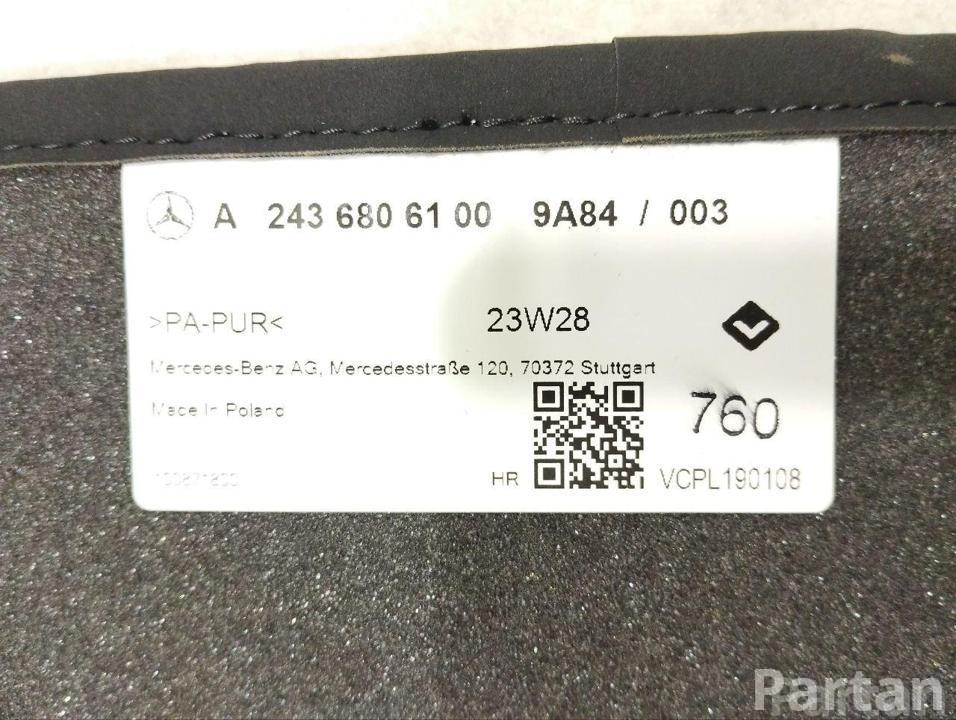 A 243 680 61 00 9A84 / 003
>PA-PUR< 23W28
Mercedes-Benz AG, Mercedesstraße 120, 70372 Stuttgart
Made in Poland
760
HR VCPL190108
Partan